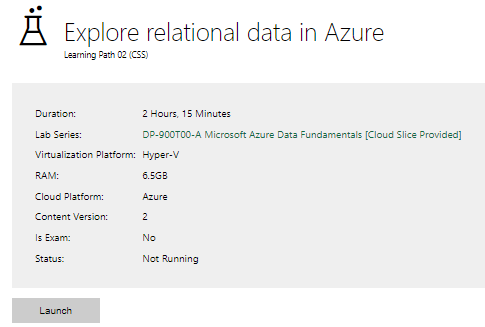 Explore relational data in Azure
Learning Path 02 (CSS)
Duration: 2 Hours, 15 Minutes
Lab Series: DP-900T00-A Microsoft Azure Data Fundamentals [Cloud Slice Provided]
Virtualization Platform: Hyper-V
RAM: 6.5GB
Cloud Platform: Azure
Content Version: 2
Is Exam: No
Status: Not Running
Launch